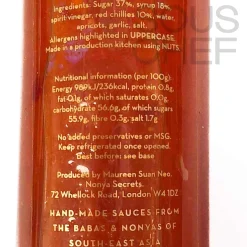 OUS
CHEF
Ingredients: Sugar 37%, syrup 18%,
spirit vinegar, red chillies 10%, water,
apricots, garlic, salt.
Allergens highlighted in UPPERCASE.
Made in a production kitchen using NUTS.
Nutritional information (per 100g):
Energy 989kJ/236kcal, protein 0.8g,
fat 0.1g, of which saturates 0.0g,
carbohydrate 56.6g, of which sugars
55.9g, fibre 0.3g, salt 1.7g
No added preservatives or MSG.
Keep refrigerated once opened.
Best before: see base
Produced by Maureen Suan Neo,
Nonya Secrets,
72 Whellock Road, London W4 1DZ
HAND-MADE SAUCES FROM
THE BABAS & NONYAS OF
SOUTH-EAST ASIA